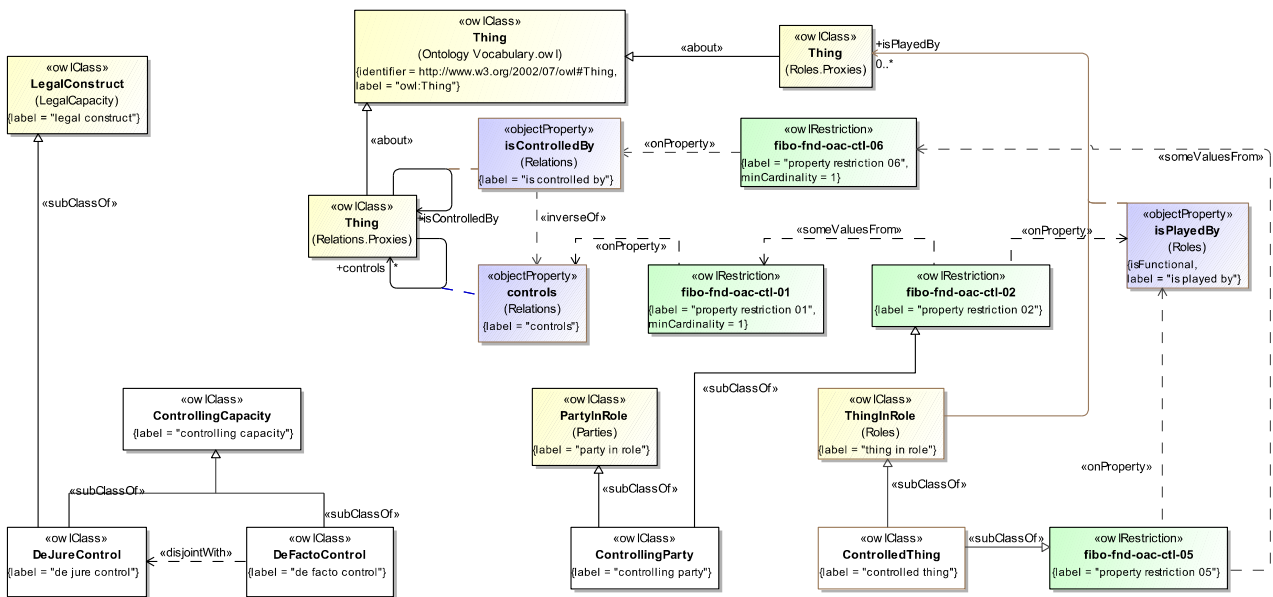 «owlClass»
Thing
(Ontology Vocabulary.owl)
{identifier = http://www.w3.org/2002/07/owl#Thing,
label = "owl:Thing"}
«about»
«owlClass»
Thing
(Roles.Proxies)
+isPlayedBy
0..*
«owlClass»
LegalConstruct
(LegalCapacity)
{label = "legal construct"}
«about»
«objectProperty»
isControlledBy
(Relations)
{label = "is controlled by"}
«onProperty»
«owlRestriction»
fibo-fnd-oac-ctl-06
{label = "property restriction 06",
minCardinality = 1}
«someValuesFrom»
«subClassOf»
«owlClass»
Thing
(Relations.Proxies)
+isControlledBy
+controls
*
«inverseOf»
«onProperty»
«someValuesFrom»
«onProperty»
«objectProperty»
isPlayedBy
(Roles)
{isFunctional,
label = "is played by"}
«objectProperty»
controls
(Relations)
{label = "controls"}
«owlRestriction»
fibo-fnd-oac-ctl-01
{label = "property restriction 01",
minCardinality = 1}
«owlRestriction»
fibo-fnd-oac-ctl-02
{label = "property restriction 02"}
«owlClass»
ControllingCapacity
{label = "controlling capacity"}
«owlClass»
PartyInRole
(Parties)
{label = "party in role"}
«subClassOf»
«owlClass»
ThingInRole
(Roles)
{label = "thing in role"}
«onProperty»
«subClassOf»
«subClassOf»
«subClassOf»
«subClassOf»
«owlClass»
DeJureControl
{label = "de jure control"}
«disjointWith»
«owlClass»
DeFactoControl
{label = "de facto control"}
«owlClass»
ControllingParty
{label = "controlling party"}
«owlClass»
ControlledThing
{label = "controlled thing"}
«subClassOf»
«owlRestriction»
fibo-fnd-oac-ctl-05
{label = "property restriction 05"}